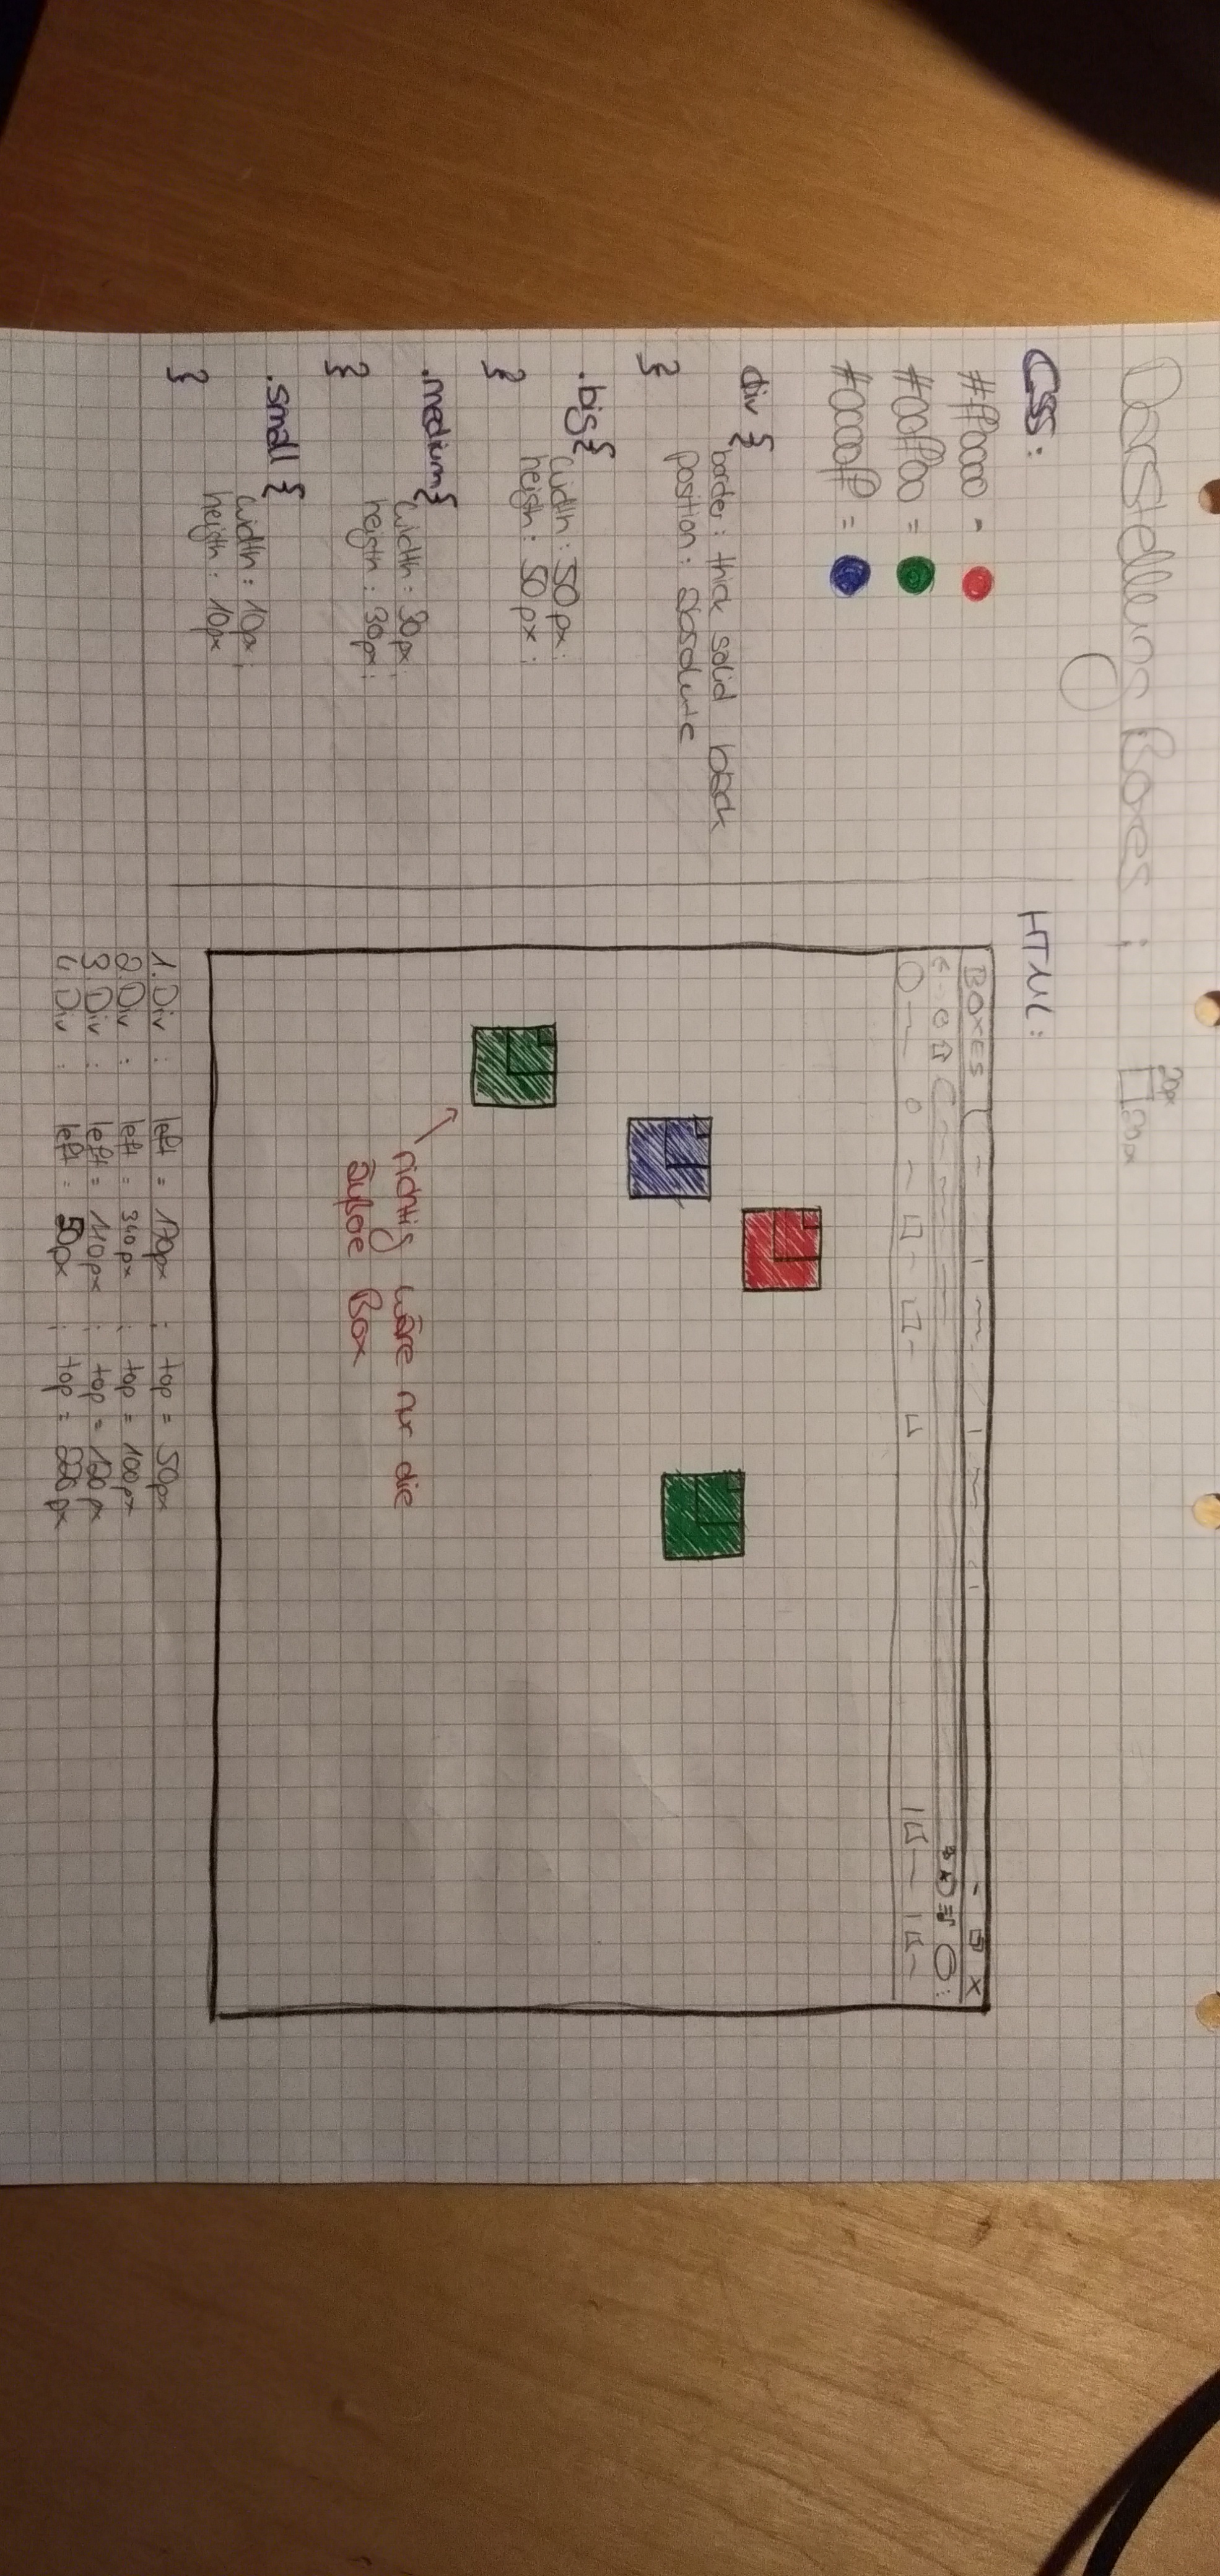 Darstellung Boxes :
20px
20px
CSS:
#ff0000 =
#00ff00 =
#0000ff =
div {
border: thick solid back
position: absolute
}
.big{
width: 50px;
heigth: 50px;
}
.medium{
width: 30px;
heigth: 30px;
}
.small {
width: 10px;
heigth: 10px
}
HTML:
BOXES
richtig wäre nur die
äußere Box
1. Div : left = 170px ; top = 50px
2. Div : left = 340px ; top = 100px
3. Div : left = 110px ; top = 120px
4. Div : left = 50px ; top = 220px